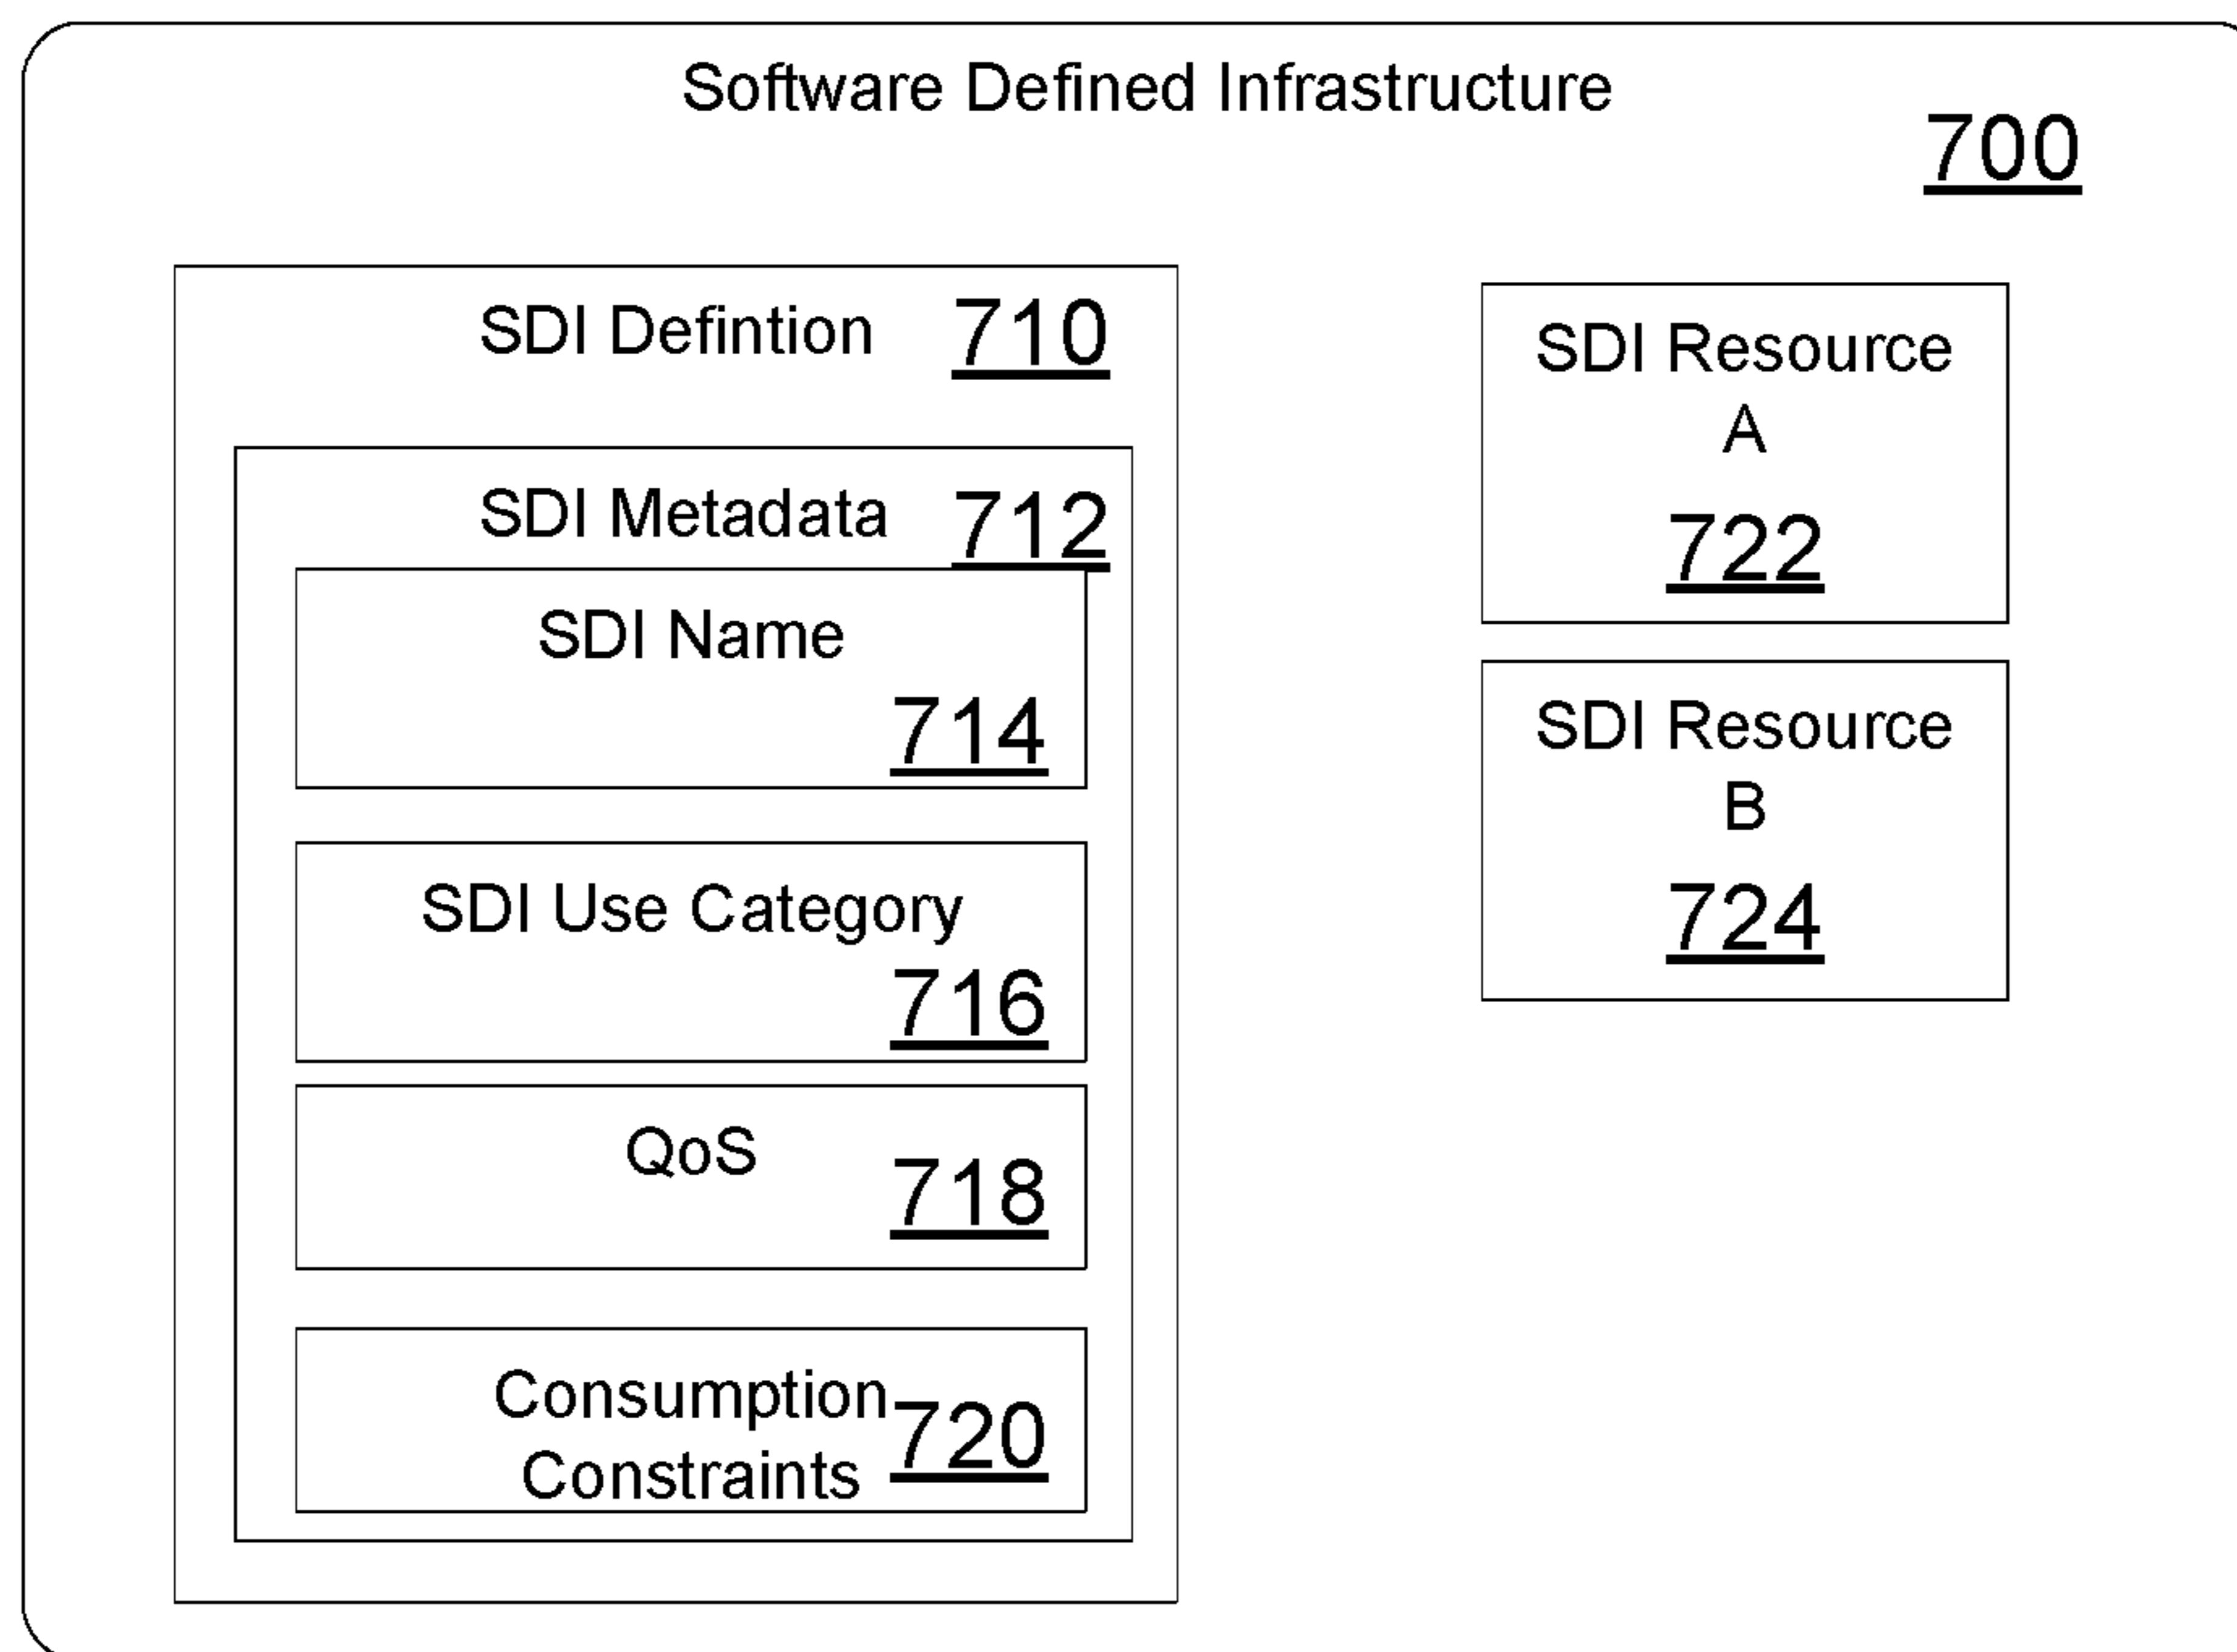 Software Defined Infrastructure
700
SDI Defintion 710
SDI Metadata 712
SDI Name
714
SDI Use Category
716
QoS
718
Consumption
Constraints
720
SDI Resource
A
722
SDI Resource
B
724